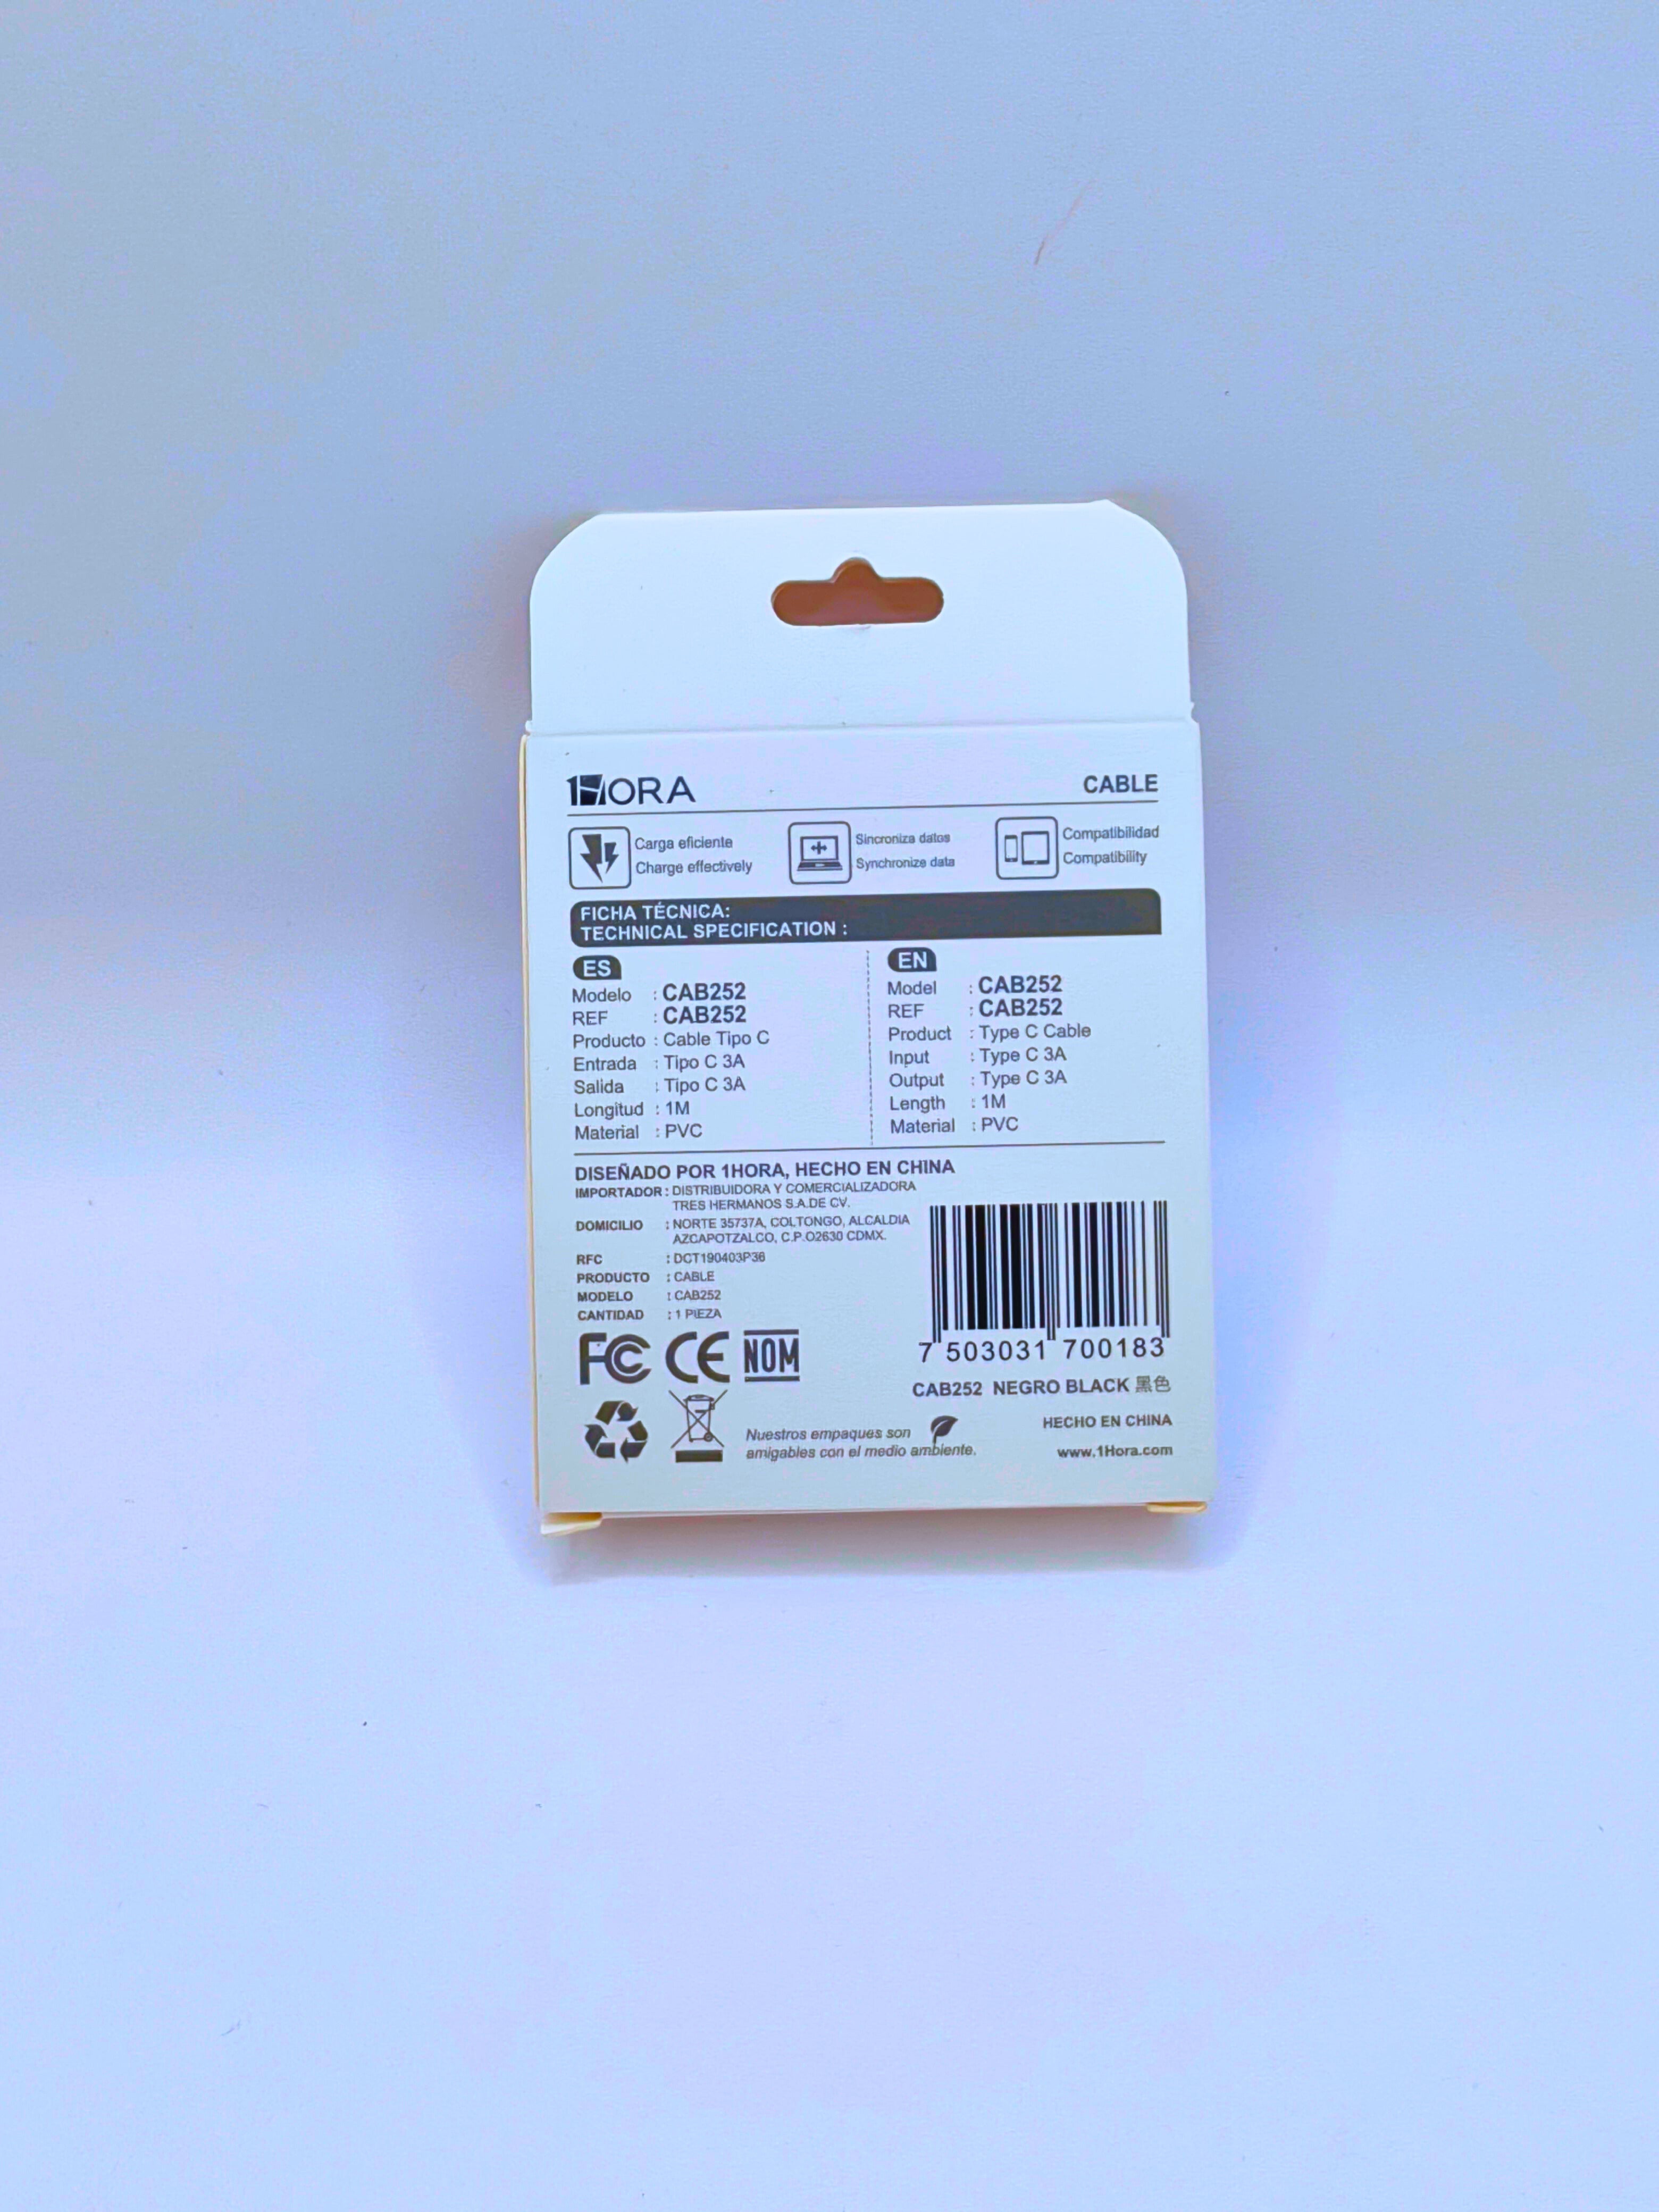 1HORA CABLE
Carga eficiente
Charge effectively
Sincroniza datos
Synchronize data
Compatibilidad
Compatibility
FICHA TÉCNICA:
TECHNICAL SPECIFICATION :
ES
Modelo : CAB252
REF : CAB252
Producto : Cable Tipo C
Entrada : Tipo C 3A
Salida : Tipo C 3A
Longitud : 1M
Material : PVC
EN
Model : CAB252
REF : CAB252
Product : Type C Cable
Input : Type C 3A
Output : Type C 3A
Length : 1M
Material : PVC
DISEÑADO POR 1HORA, HECHO EN CHINA
IMPORTADOR : DISTRIBUIDORA Y COMERCIALIZADORA
TRES HERMANOS S.A.DE CV.
DOMICILIO : NORTE 35737A, COLTONGO, ALCALDIA
AZCAPOTZALCO, C.P.O2630 CDMX.
RFC : DCT190403P36
PRODUCTO : CABLE
MODELO : CAB252
CANTIDAD : 1 PIEZA
FC CE NOM
7 503031 700183
CAB252 NEGRO BLACK 黑色
Nuestros empaques son
amigables con el medio ambiente.
HECHO EN CHINA
www.1Hora.com